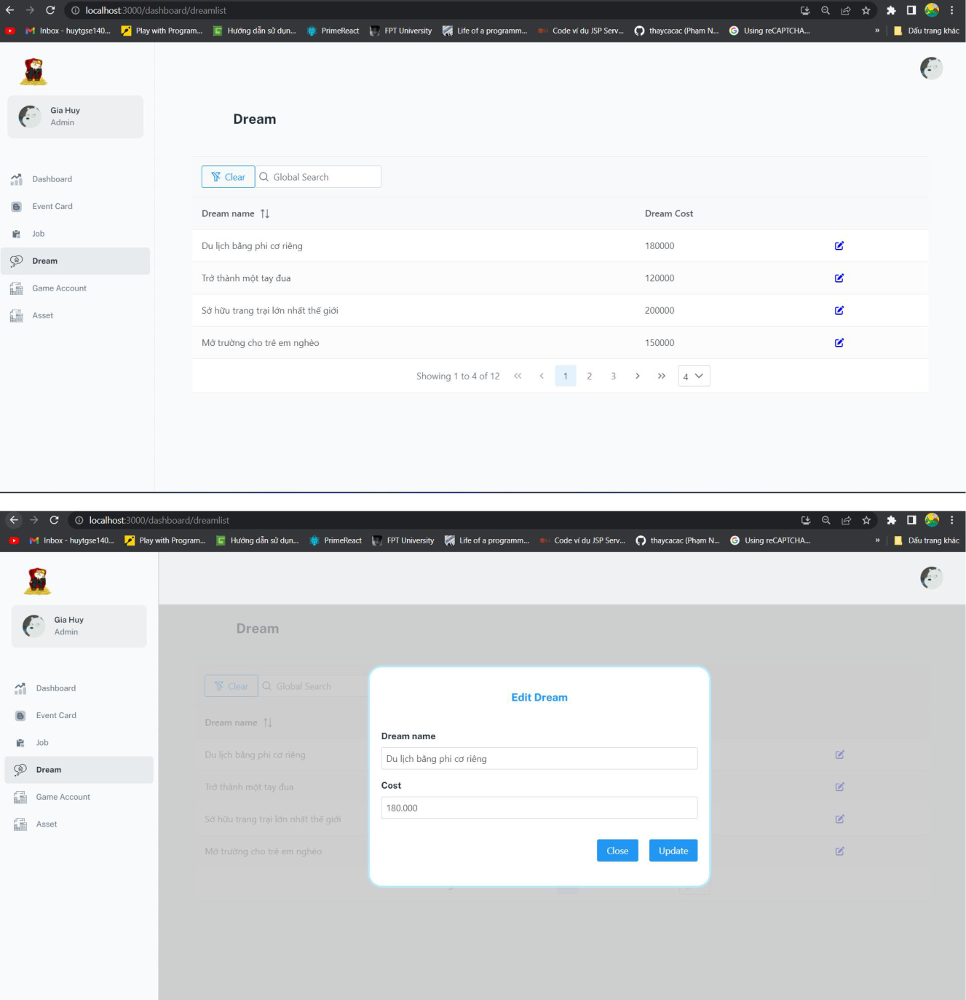 localhost:3000/dashboard/dreamlist
Inbox - huytgse140... Play with Program... Hướng dẫn sử dụn... PrimeReact FPT University Life of a programm... Code ví dụ JSP Serv... thaycacac (Phạm N... Using reCAPTCHA... » Dấu trang khác
Gia Huy
Admin
Dream
Dashboard
Event Card
Job
Dream
Game Account
Asset
Clear Global Search
Dream name Dream Cost
Du lịch bằng phi cơ riêng 180000
Trở thành một tay đua 120000
Sở hữu trang trại lớn nhất thế giới 200000
Mở trường cho trẻ em nghèo 150000
Showing 1 to 4 of 12 « ‹ 1 2 3 › » 4
localhost:3000/dashboard/dreamlist
Inbox - huytgse140... Play with Program... Hướng dẫn sử dụn... PrimeReact FPT University Life of a programm... Code ví dụ JSP Serv... thaycacac (Phạm N... Using reCAPTCHA... » Dấu trang khác
Gia Huy
Admin
Dashboard
Event Card
Job
Dream
Game Account
Asset
Dream
Clear Global Search
Dream name
Du lịch bằng phi cơ riêng
Trở thành một tay đua
Sở hữu trang trại lớn nhất thế giới
Mở trường cho trẻ em nghèo
Edit Dream
Dream name
Du lịch bằng phi cơ riêng
Cost
180.000
Close Update